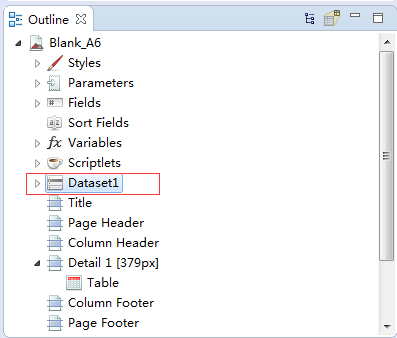 Outline
Blank_A6
Styles
Parameters
Fields
Sort Fields
fx Variables
Scriptlets
Dataset1
Title
Page Header
Column Header
Detail 1 [379px]
Table
Column Footer
Page Footer